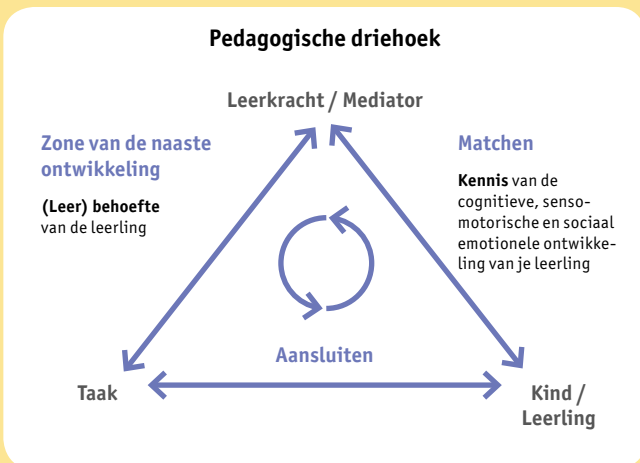 Pedagogische driehoek
Leerkracht / Mediator
Zone van de naaste
ontwikkeling
(Leer) behoefte
van de leerling
Matchen
Kennis van de
cognitieve, senso-
motorische en sociaal
emotionele ontwikke-
ling van je leerling
Aansluiten
Taak
Kind /
Leerling